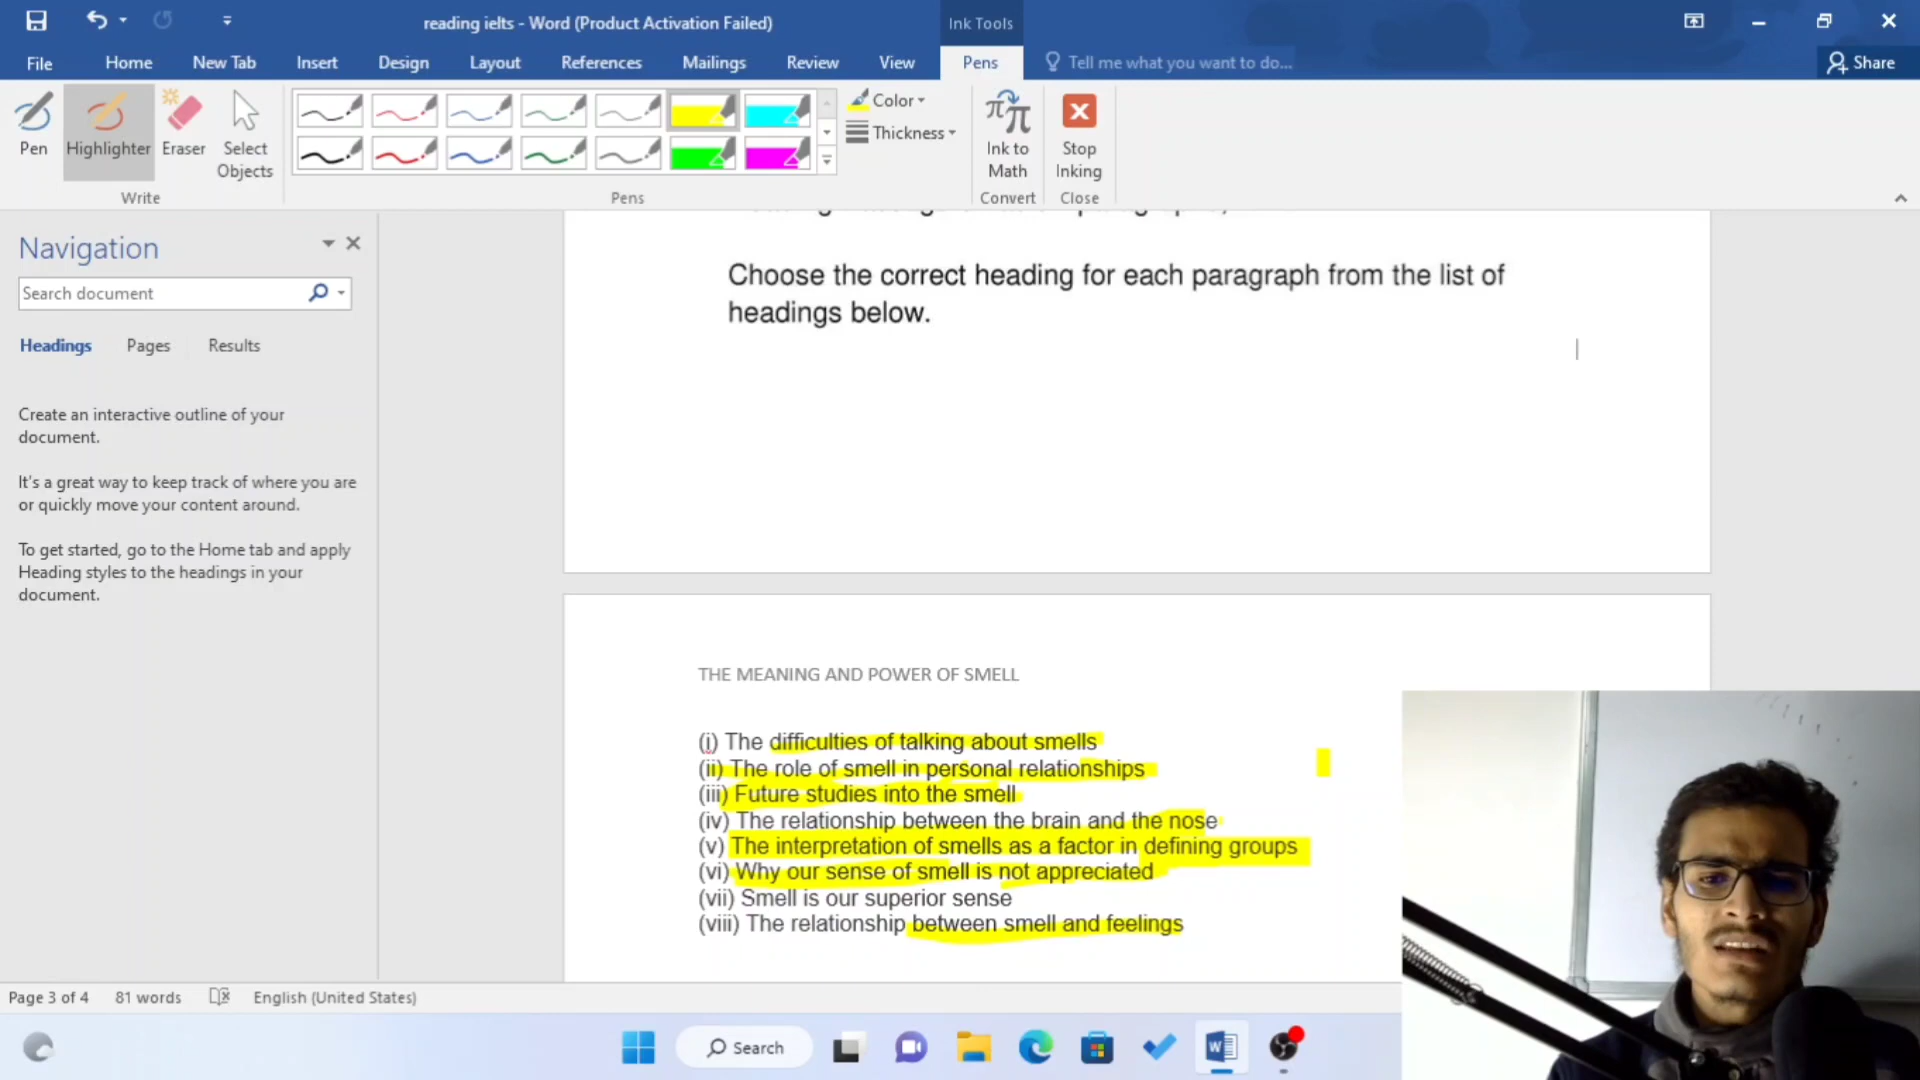 reading ielts - Word (Product Activation Failed)
Ink Tools
File
Home
New Tab
Insert
Design
Layout
References
Mailings
Review
View
Pens
Tell me what you want to do...
Share
Pen
Highlighter
Eraser
Select
Objects
Color
Thickness
Ink to
Math
Stop
Inking
Write
Pens
Convert
Close
Navigation
Search document
Headings
Pages
Results
Create an interactive outline of your
document.
It's a great way to keep track of where you are
or quickly move your content around.
To get started, go to the Home tab and apply
Heading styles to the headings in your
document.
Choose the correct heading for each paragraph from the list of
headings below.
THE MEANING AND POWER OF SMELL
(i) The difficulties of talking about smells
(ii) The role of smell in personal relationships
(iii) Future studies into the smell
(iv) The relationship between the brain and the nose
(v) The interpretation of smells as a factor in defining groups
(vi) Why our sense of smell is not appreciated
(vii) Smell is our superior sense
(viii) The relationship between smell and feelings
Page 3 of 4
81 words
English (United States)
Search